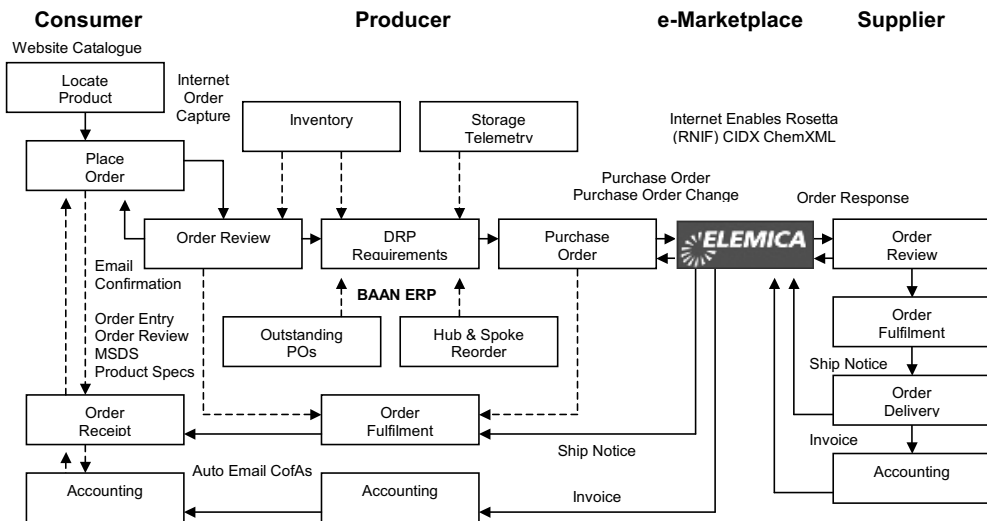 Consumer
Producer
e-Marketplace
Supplier
Website Catalogue
Locate
Product
Internet
Order
Capture
Inventory
Storage
Telemetry
Internet Enables Rosetta
(RNIF) CIDX ChemXML
Place
Order
Purchase Order
Purchase Order Change
Order Response
Order Review
DRP
Requirements
Purchase
Order
ELEMICA
Order
Review
Email
Confirmation
BAAN ERP
Order Entry
Order Review
MSDS
Product Specs
Outstanding
POs
Hub & Spoke
Reorder
Order
Fulfilment
Ship Notice
Order
Delivery
Order
Receipt
Order
Fulfilment
Ship Notice
Invoice
Auto Email CofAs
Accounting
Accounting
Invoice
Accounting